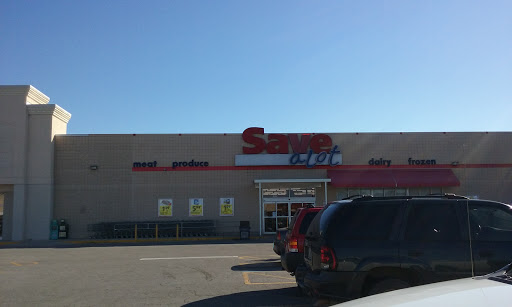 Save
a lot
meat produce
dairy frozen